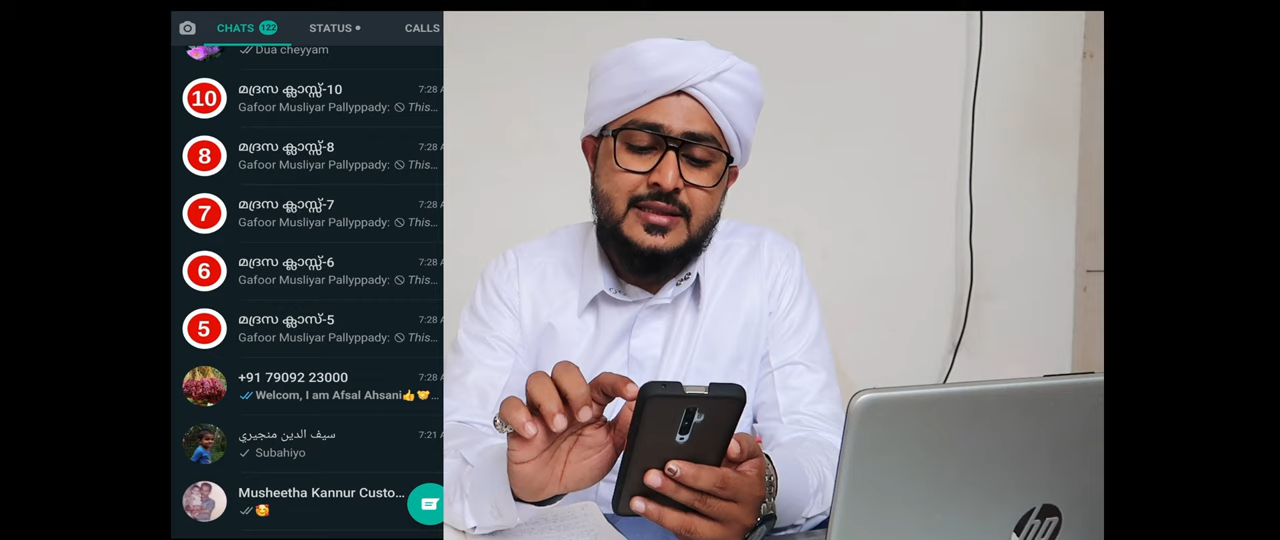 CHATS 122 STATUS CALLS
Dua cheyyam
10 മദ്രസ ക്ലാസ്സ്-10 7:28
Gafoor Musliyar Pallyppady: This...
8 മദ്രസ ക്ലാസ്സ്-8 7:28
Gafoor Musliyar Pallyppady: This...
7 മദ്രസ ക്ലാസ്സ്-7 7:28
Gafoor Musliyar Pallyppady: This...
6 മദ്രസ ക്ലാസ്സ്-6 7:28
Gafoor Musliyar Pallyppady: This...
5 മദ്രസ ക്ലാസ്-5 7:28
Gafoor Musliyar Pallyppady: This...
+91 79092 23000 7:28
Welcom, I am Afsal Ahsani👍...
سيف الدين منجيري 7:21
Subahiyo
Musheetha Kannur Custo...
🥰
hp